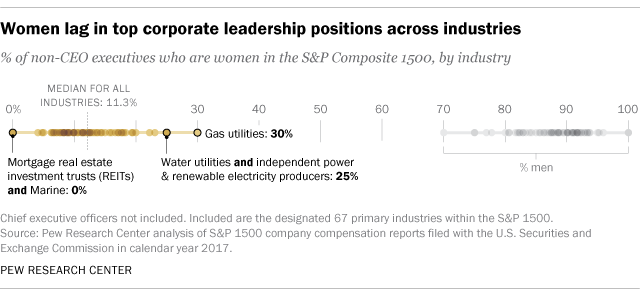 Women lag in top corporate leadership positions across industries
% of non-CEO executives who are women in the S&P Composite 1500, by industry
MEDIAN FOR ALL
INDUSTRIES: 11.3%
0% 30 40 50 60 70 80 90 100
Gas utilities: 30%
Mortgage real estate
investment trusts (REITs)
and Marine: 0%
Water utilities and independent power
& renewable electricity producers: 25%
% men
Chief executive officers not included. Included are the designated 67 primary industries within the S&P 1500.
Source: Pew Research Center analysis of S&P 1500 company compensation reports filed with the U.S. Securities and
Exchange Commission in calendar year 2017.
PEW RESEARCH CENTER